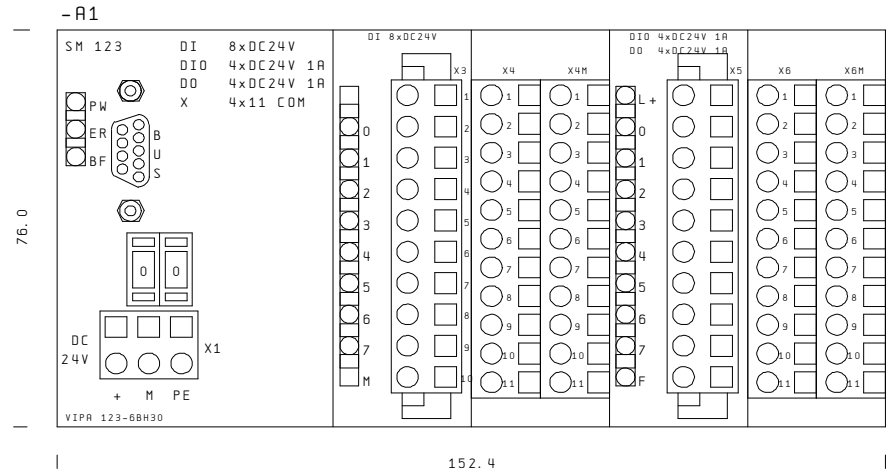 -A1
SM 123
DI 8xDC24V
DIO 4xDC24V 1A
DO 4xDC24V 1A
X 4x11 COM
PW
ER
BF
B
U
S
0 0
DC
24V
X1
+ M PE
VIPA 123-6BH30
76.0
152.4
DI 8xDC24V
X3
0
1
2
3
4
5
6
7
M
1
2
3
4
5
6
7
8
9
10
X4
1
2
3
4
5
6
7
8
9
10
11
X4M
1
2
3
4
5
6
7
8
9
10
11
DIO 4xDC24V 1A
DO 4xDC24V 1A
X5
L+
0
1
2
3
4
5
6
7
F
X6
1
2
3
4
5
6
7
8
9
10
11
X6M
1
2
3
4
5
6
7
8
9
10
11